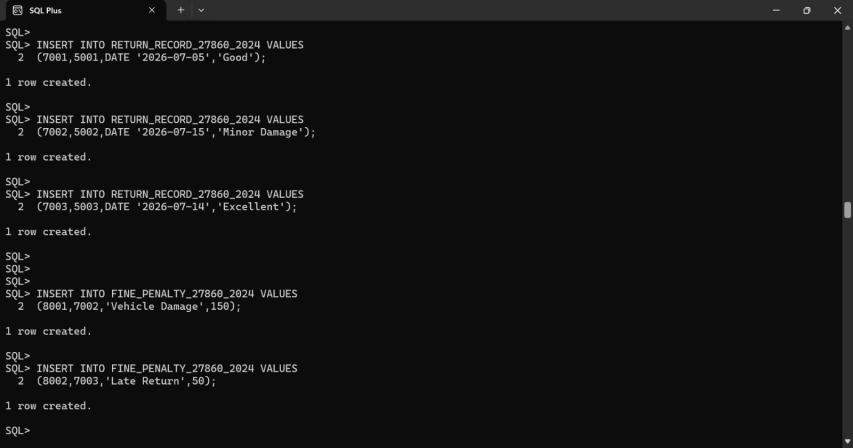 SQL Plus
SQL>
SQL> INSERT INTO RETURN_RECORD_27860_2024 VALUES
  2  (7001,5001,DATE '2026-07-05','Good');
1 row created.
SQL>
SQL> INSERT INTO RETURN_RECORD_27860_2024 VALUES
  2  (7002,5002,DATE '2026-07-15','Minor Damage');
1 row created.
SQL>
SQL> INSERT INTO RETURN_RECORD_27860_2024 VALUES
  2  (7003,5003,DATE '2026-07-14','Excellent');
1 row created.
SQL>
SQL>
SQL>
SQL> INSERT INTO FINE_PENALTY_27860_2024 VALUES
  2  (8001,7002,'Vehicle Damage',150);
1 row created.
SQL>
SQL> INSERT INTO FINE_PENALTY_27860_2024 VALUES
  2  (8002,7003,'Late Return',50);
1 row created.
SQL>